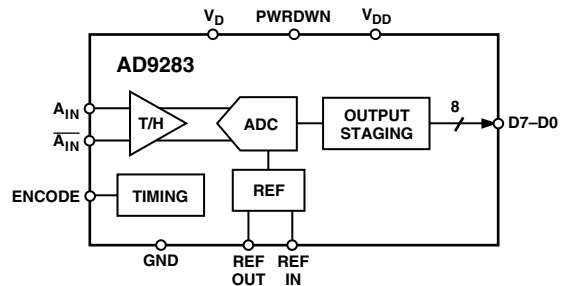 V_D PWRDWN V_DD
AD9283
A_IN
T/H
ADC
OUTPUT
STAGING
8
D7–D0
A̅_I̅N̅
ENCODE
TIMING
REF
GND
REF
OUT
REF
IN